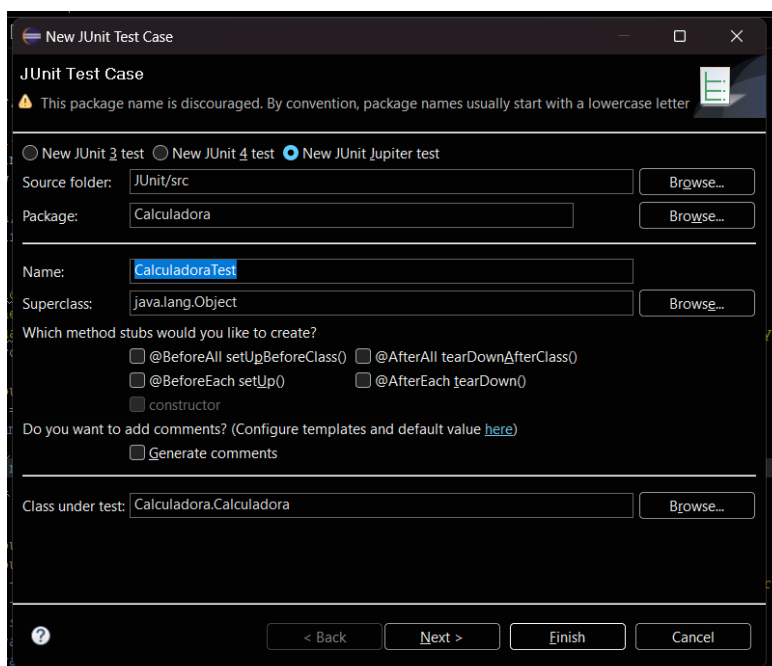 New JUnit Test Case
JUnit Test Case
This package name is discouraged. By convention, package names usually start with a lowercase letter
New JUnit 3 test New JUnit 4 test New JUnit Jupiter test
Source folder: JUnit/src Browse...
Package: Calculadora Browse...
Name: CalculadoraTest
Superclass: java.lang.Object Browse...
Which method stubs would you like to create?
@BeforeAll setUpBeforeClass() @AfterAll tearDownAfterClass()
@BeforeEach setUp() @AfterEach tearDown()
constructor
Do you want to add comments? (Configure templates and default value here)
Generate comments
Class under test: Calculadora.Calculadora Browse...
? < Back Next > Finish Cancel